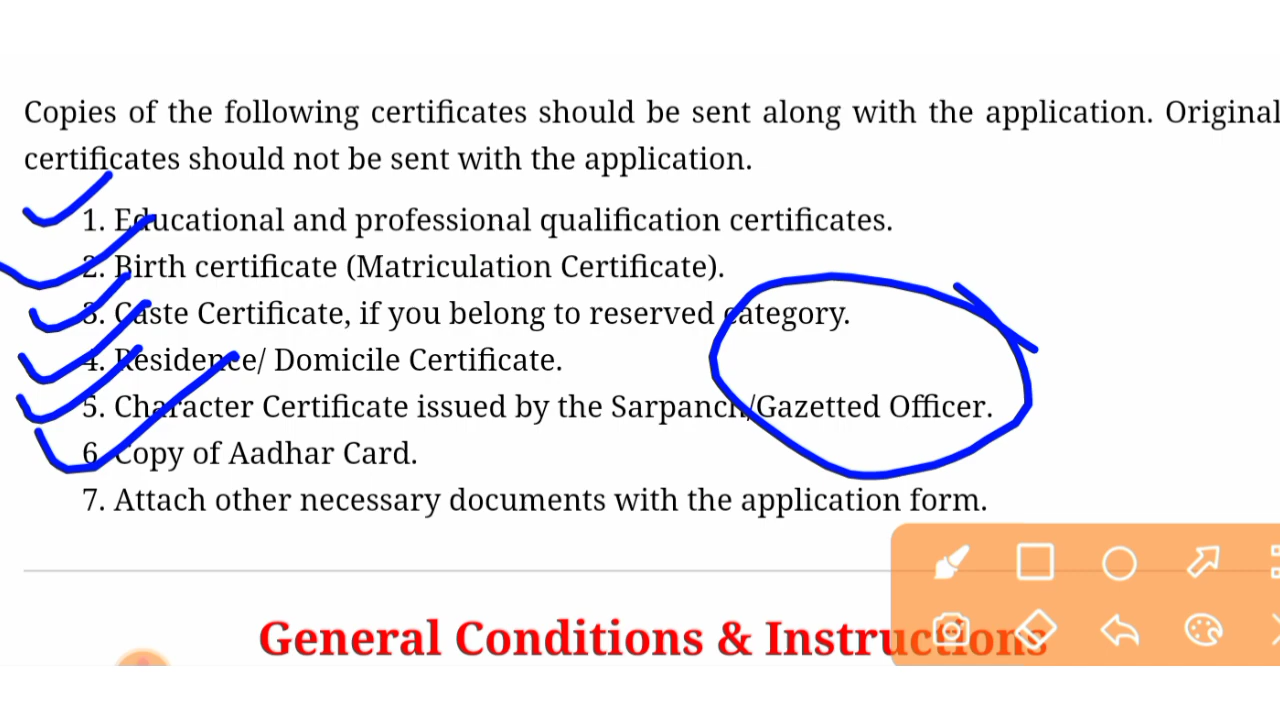 Copies of the following certificates should be sent along with the application. Original
certificates should not be sent with the application.
1. Educational and professional qualification certificates.
2. Birth certificate (Matriculation Certificate).
3. Caste Certificate, if you belong to reserved category.
4. Residence/ Domicile Certificate.
5. Character Certificate issued by the Sarpanch/Gazetted Officer.
6. Copy of Aadhar Card.
7. Attach other necessary documents with the application form.
General Conditions & Instructions